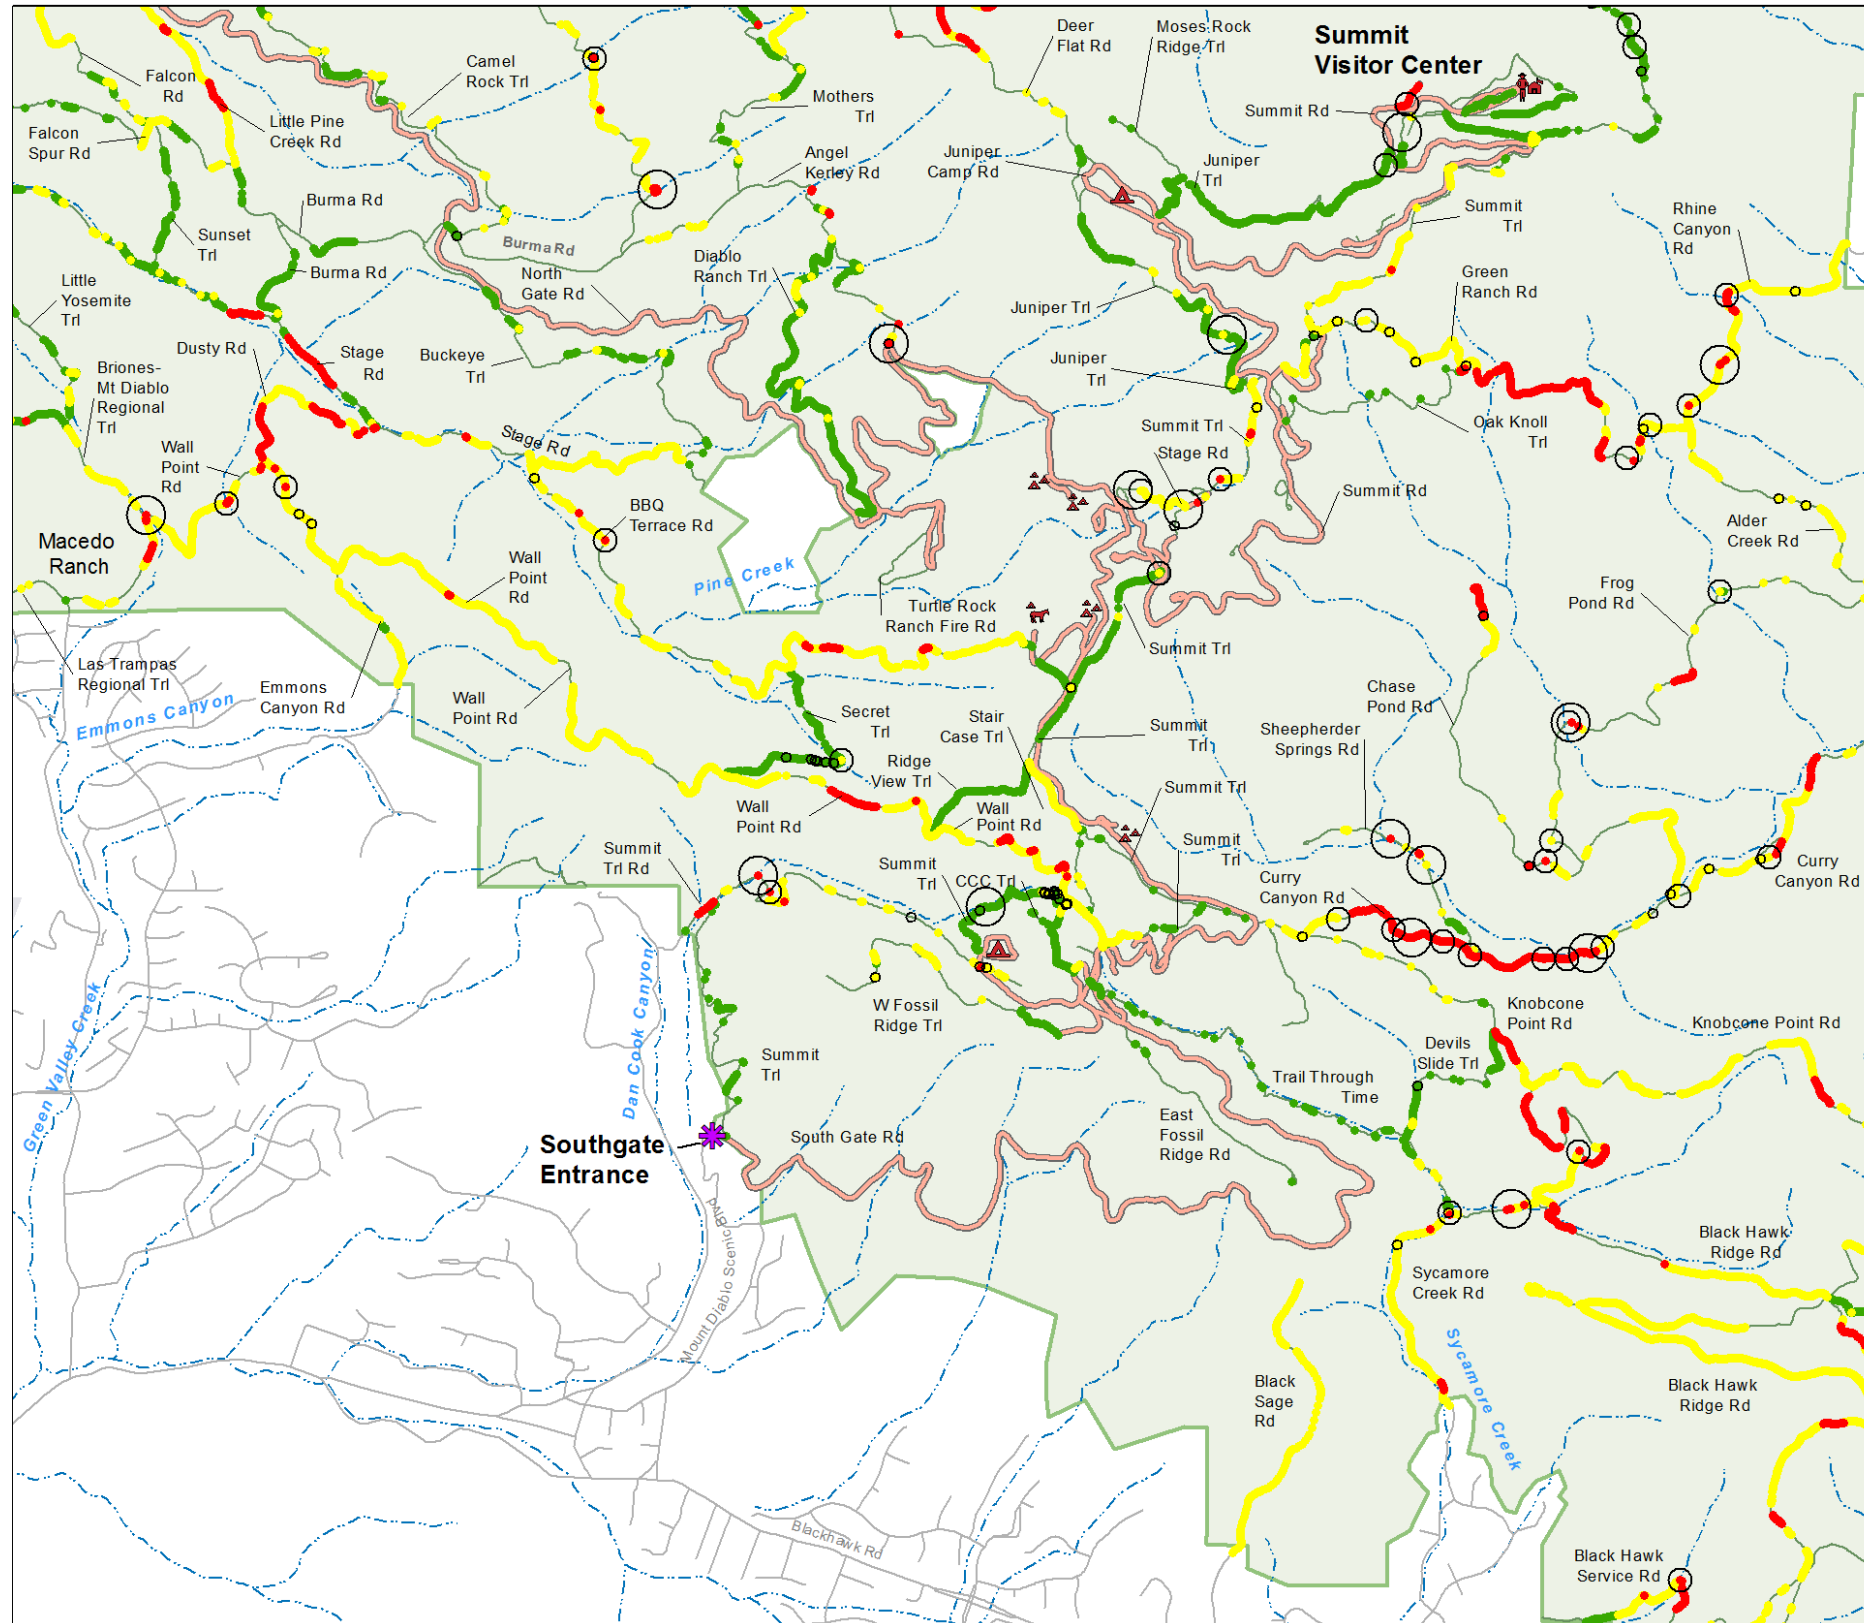 Deer
Flat Rd
Moses Rock
Ridge Trl
Summit
Visitor Center
Falcon
Rd
Camel
Rock Trl
Mothers
Trl
Summit Rd
Falcon
Spur Rd
Little Pine
Creek Rd
Angel
Kerley Rd
Juniper
Camp Rd
Juniper
Trl
Burma Rd
Sunset
Trl
Burma Rd
Summit
Trl
Rhine
Canyon
Rd
Burma Rd
North
Gate Rd
Diablo
Ranch Trl
Green
Ranch Rd
Little
Yosemite
Trl
Juniper Trl
Dusty Rd
Stage
Rd
Buckeye
Trl
Juniper
Trl
Briones-
Mt Diablo
Regional
Trl
Oak Knoll
Trl
Stage Rd
Summit Trl
Stage Rd
Wall
Point
Rd
Summit Rd
BBQ
Terrace Rd
Alder
Creek Rd
Macedo
Ranch
Wall
Point
Rd
Pine Creek
Frog
Pond Rd
Turtle Rock
Ranch Fire Rd
Summit Trl
Las Trampas
Regional Trl
Emmons
Canyon Rd
Emmons Canyon
Wall
Point Rd
Chase
Pond Rd
Secret
Trl
Stair
Case Trl
Summit
Trl
Sheepherder
Springs Rd
Ridge
View Trl
Wall
Point Rd
Wall
Point Rd
Summit Trl
Summit
Trl Rd
Summit
Trl
CCC Trl
Summit
Trl
Curry
Canyon Rd
Curry
Canyon Rd
Dan Cook Canyon
Green Valley Creek
W Fossil
Ridge Trl
Knobcone
Point Rd
Knobcone Point Rd
Summit
Trl
Devils
Slide Trl
Trail Through
Time
Southgate
Entrance
South Gate Rd
East
Fossil
Ridge Rd
Mount Diablo Scenic Blvd
Black Hawk
Ridge Rd
Sycamore
Creek Rd
Sycamore Creek
Black
Sage
Rd
Black Hawk
Ridge Rd
Blackhawk Rd
Black Hawk
Service Rd